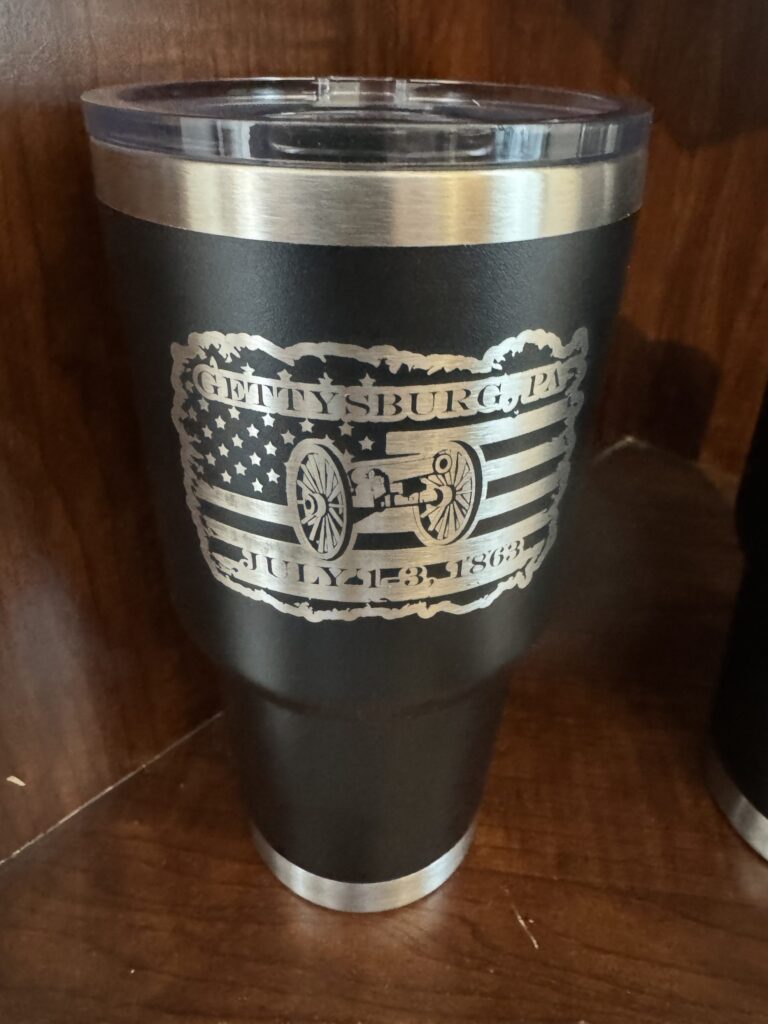 GETTYSBURG, PA
JULY 1-3, 1863